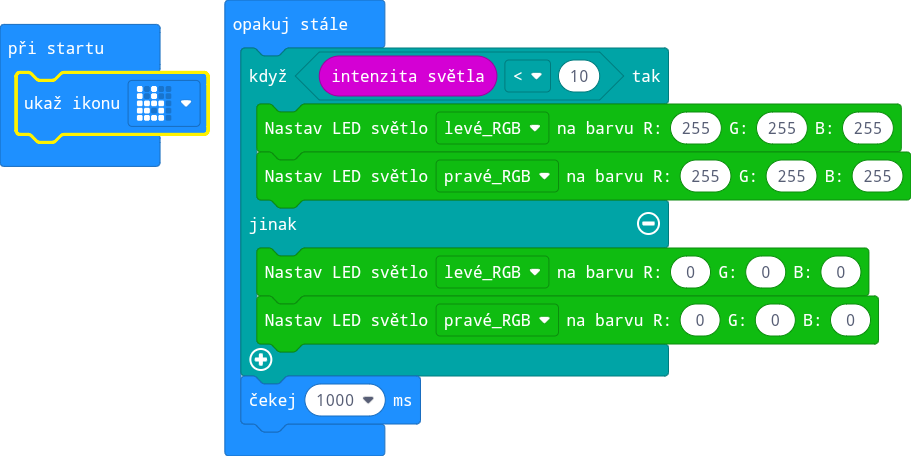 při startu
ukaž ikonu
opakuj stále
když intenzita světla < 10 tak
Nastav LED světlo levé_RGB na barvu R: 255 G: 255 B: 255
Nastav LED světlo pravé_RGB na barvu R: 255 G: 255 B: 255
jinak
Nastav LED světlo levé_RGB na barvu R: 0 G: 0 B: 0
Nastav LED světlo pravé_RGB na barvu R: 0 G: 0 B: 0
čekej 1000 ms